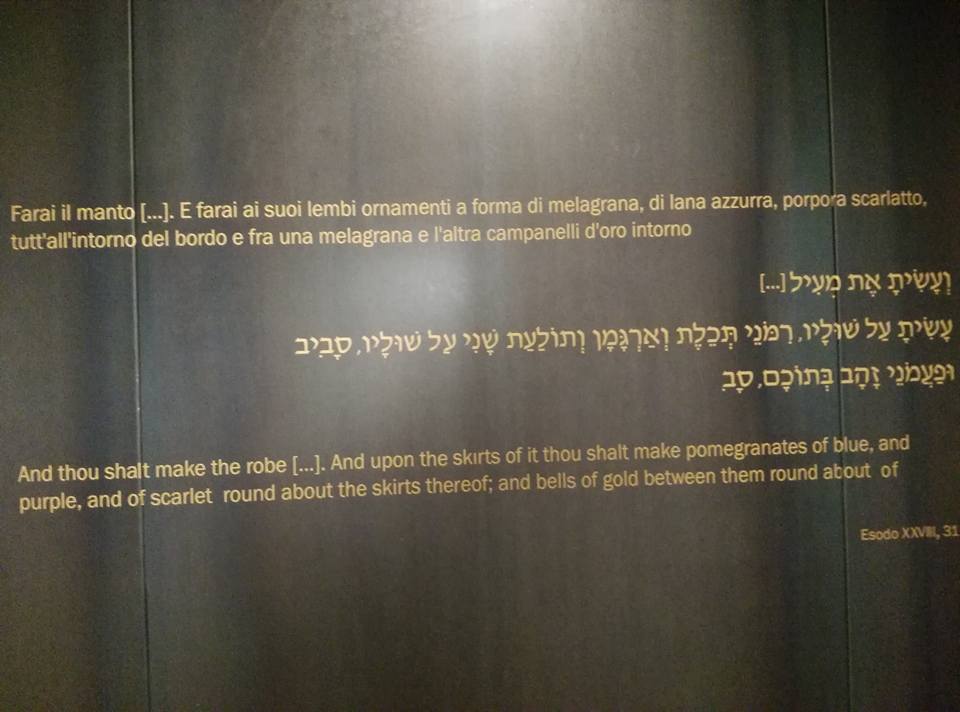 Farai il manto [...]. E farai ai suoi lembi ornamenti a forma di melagrana, di lana azzurra, porpora scarlatto,
tutt'all'intorno del bordo e fra una melagrana e l'altra campanelli d'oro intorno
וְעָשִׂיתָ אֶת מְעִיל [...]
עָשִׂיתָ עַל שׁוּלָיו, רִמֹּנֵי תְּכֵלֶת וְאַרְגָּמָן וְתוֹלַעַת שָׁנִי עַל שׁוּלָיו, סָבִיב
וּפַעֲמֹנֵי זָהָב בְּתוֹכָם, סָבִ
And thou shalt make the robe [...]. And upon the skirts of it thou shalt make pomegranates of blue, and
purple, and of scarlet round about the skirts thereof; and bells of gold between them round about of
Esodo XXVIII, 31